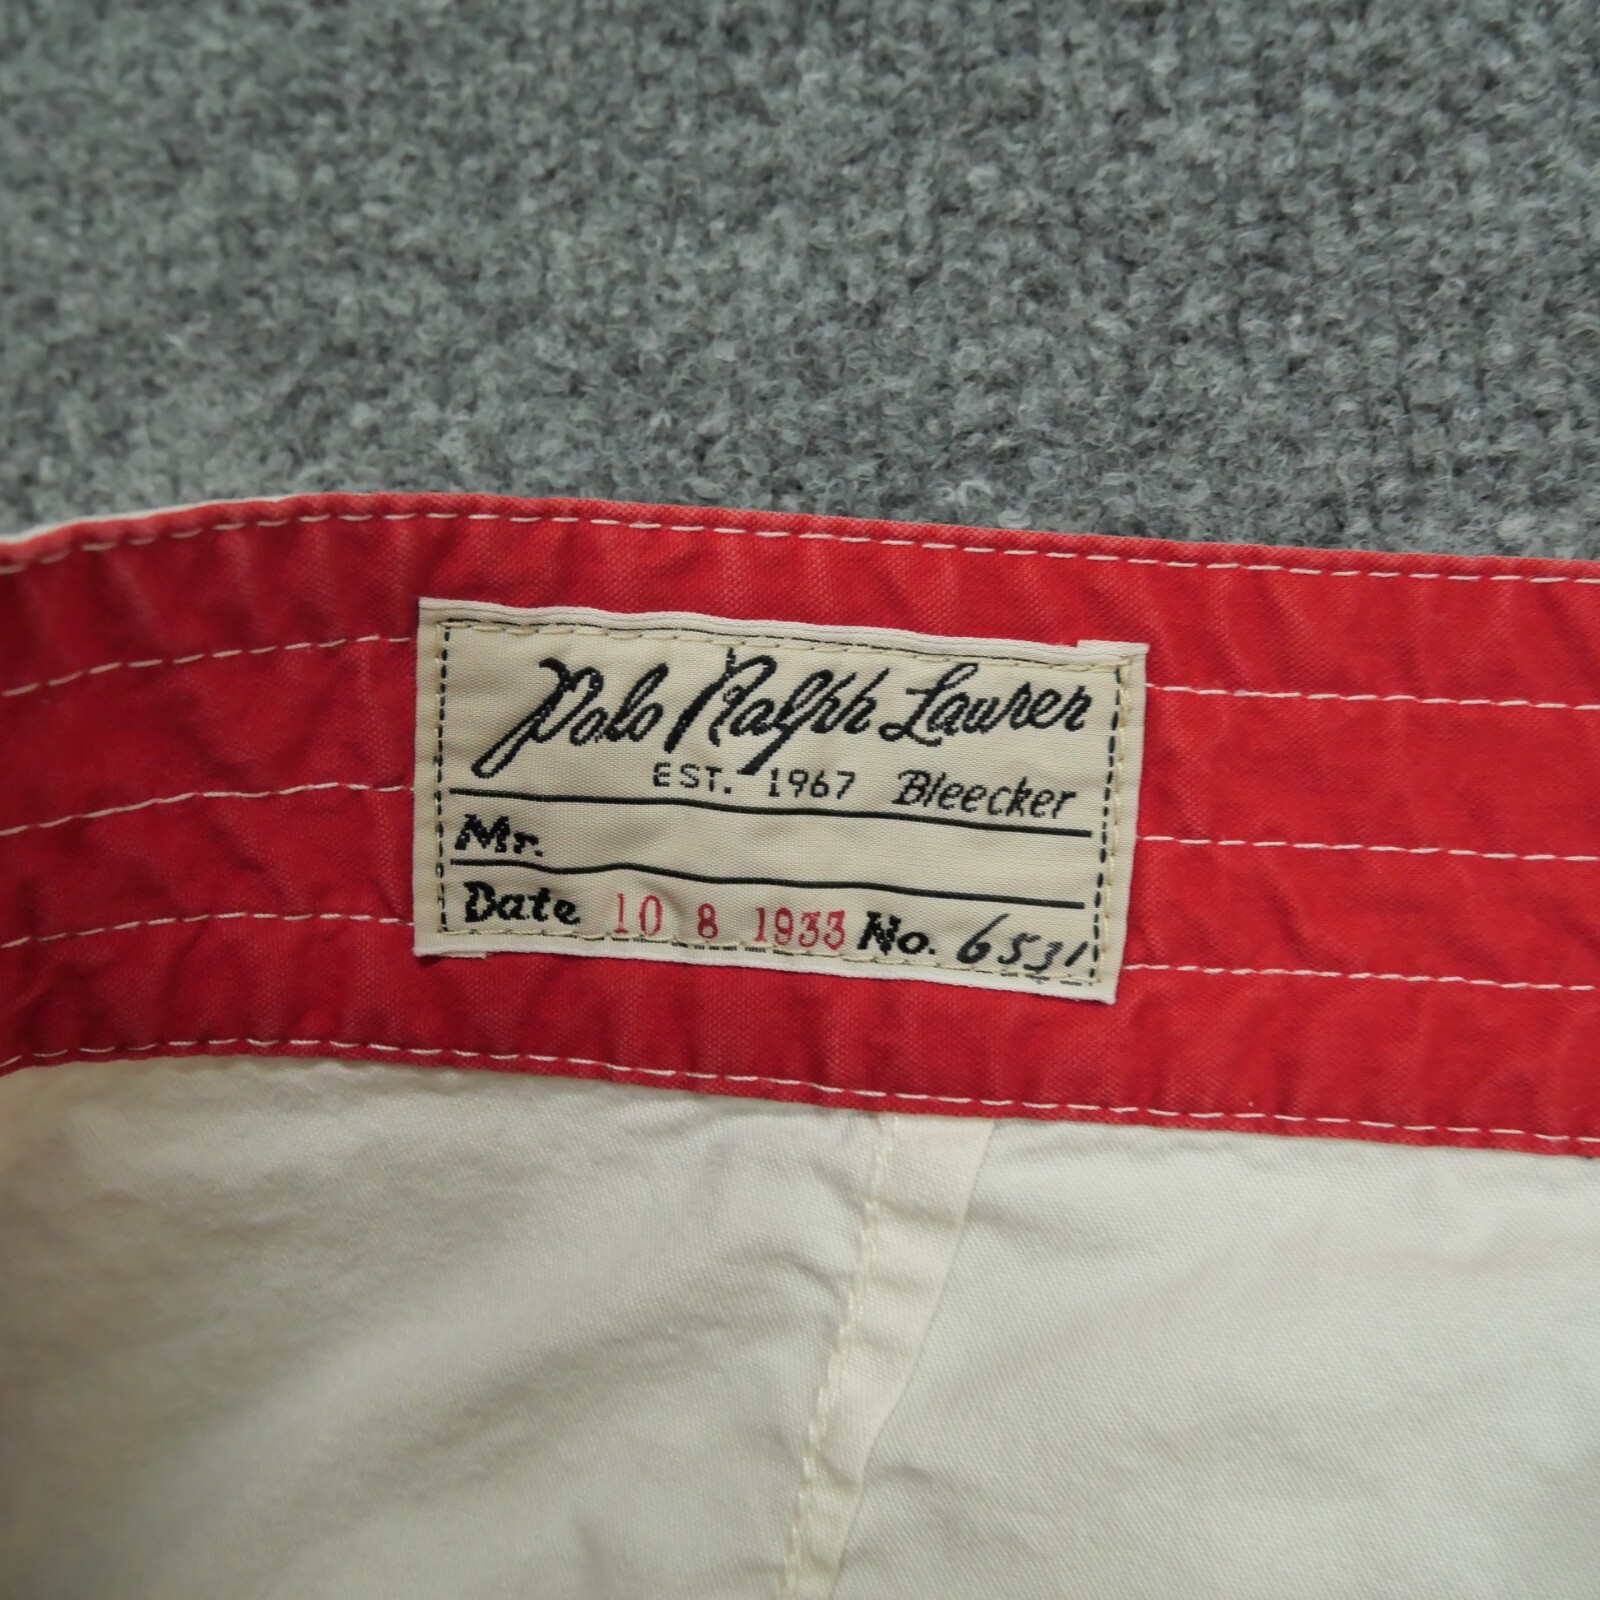 Polo Ralph Lauren
EST. 1967 Bleecker
Mr.
Date 10 8 1933 No. 6531